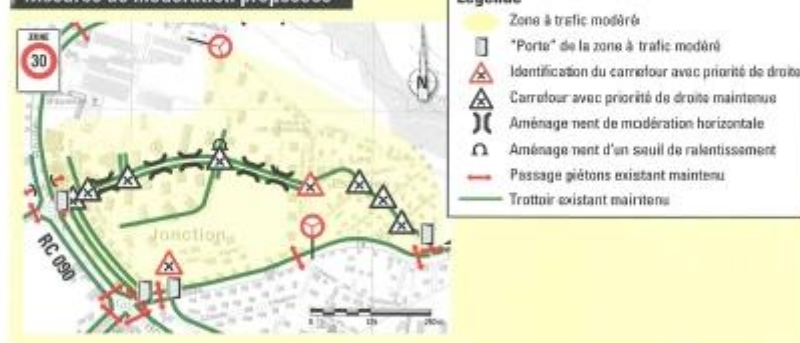 Mesures de modération proposées
ZONE
30
N
Jonction
RC 090
0
Légende
Zone à trafic modéré
"Porte" de la zone à trafic modéré
Identification du carrefour avec priorité de droite
Carrefour avec priorité de droite maintenue
Aménagement de modération horizontale
Aménagement d'un seuil de ralentissement
Passage piétons existant maintenu
Trottoir existant maintenu